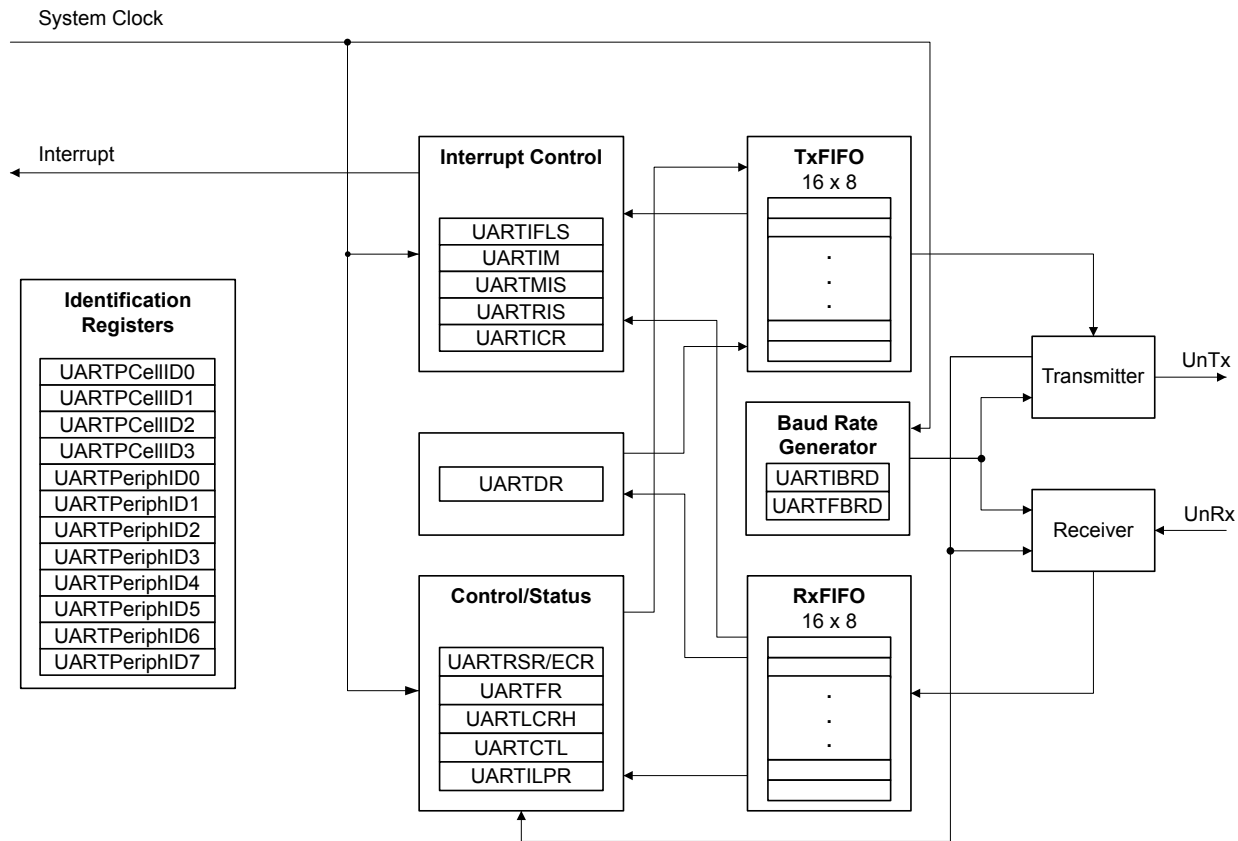 System Clock
Interrupt
Interrupt Control
UARTIFLS
UARTIM
UARTMIS
UARTRIS
UARTICR
TxFIFO
16 x 8
.
.
.
Identification
Registers
UARTPCellID0
UARTPCellID1
UARTPCellID2
UARTPCellID3
UARTPeriphID0
UARTPeriphID1
UARTPeriphID2
UARTPeriphID3
UARTPeriphID4
UARTPeriphID5
UARTPeriphID6
UARTPeriphID7
UARTDR
Baud Rate
Generator
UARTIBRD
UARTFBRD
Transmitter
UnTx
Receiver
UnRx
Control/Status
UARTRSR/ECR
UARTFR
UARTLCRH
UARTCTL
UARTILPR
RxFIFO
16 x 8
.
.
.